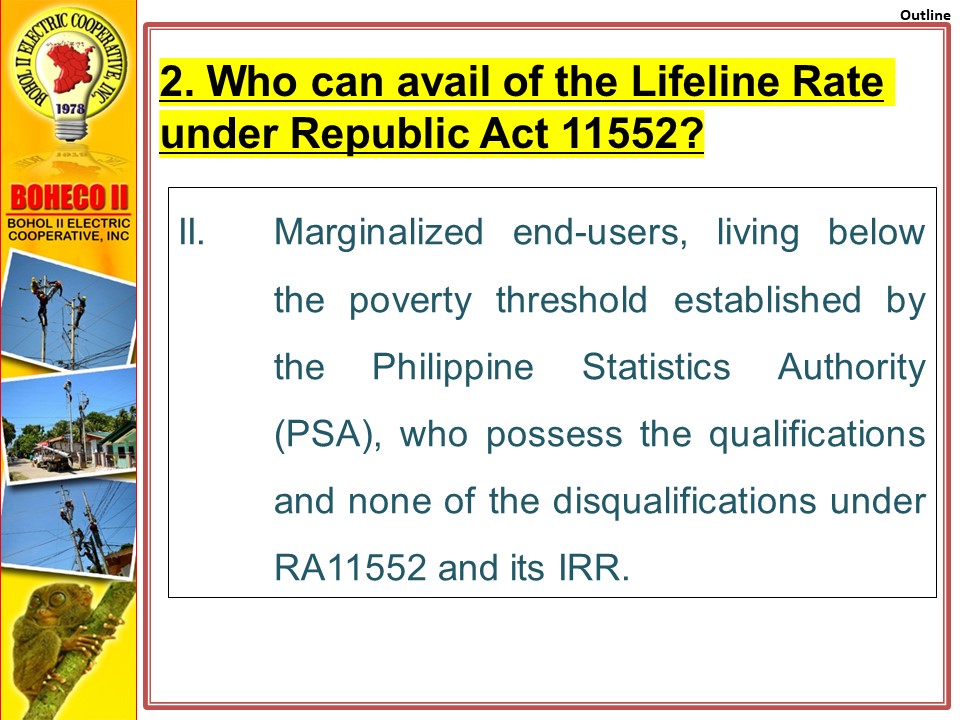 Outline
BOHOL II ELECTRIC COOPERATIVE, INC
1978
BOHECO II
BOHOL II ELECTRIC
COOPERATIVE, INC
2. Who can avail of the Lifeline Rate
under Republic Act 11552?
II. Marginalized end-users, living below
the poverty threshold established by
the Philippine Statistics Authority
(PSA), who possess the qualifications
and none of the disqualifications under
RA11552 and its IRR.